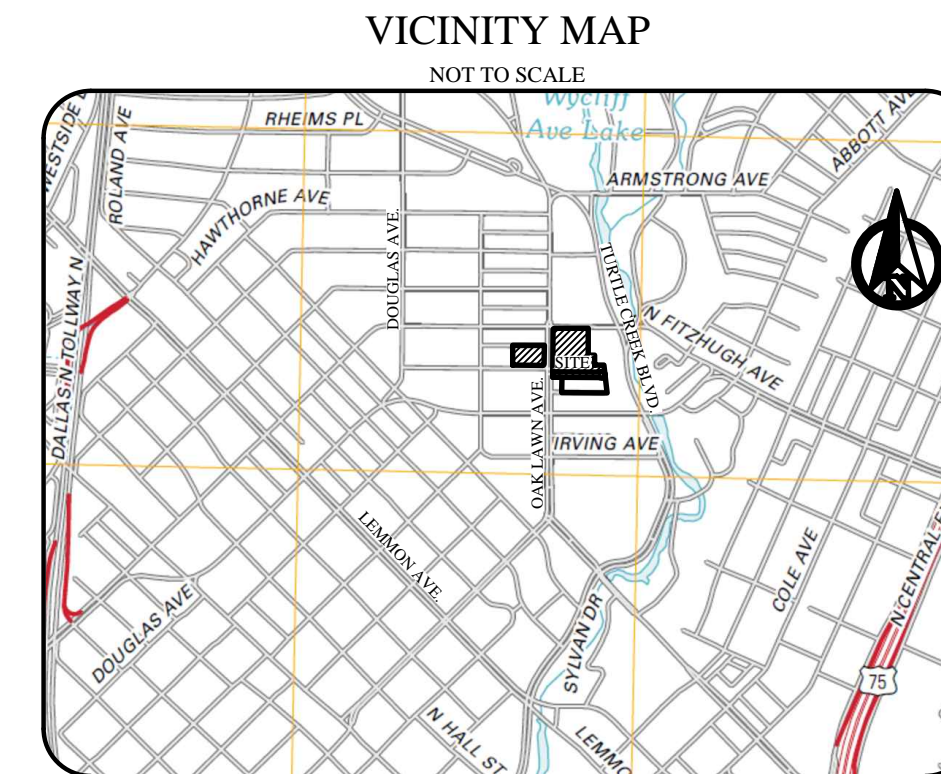 VICINITY MAP
NOT TO SCALE
Wycliff
Ave Lake
RHEIMS PL
WESTSIDE
ROLAND AVE
ABBOTT AVE
ARMSTRONG AVE
HAWTHORNE AVE
DOUGLAS AVE.
TURTLE CREEK BLVD.
N
DALLAS N TOLLWAY N
N FITZHUGH AVE
SITE
OAK LAWN AVE.
IRVING AVE
LEMMON AVE.
COLE AVE
N CENTRAL
DOUGLAS AVE
SYLVAN DR
75
N HALL ST
LEMMO